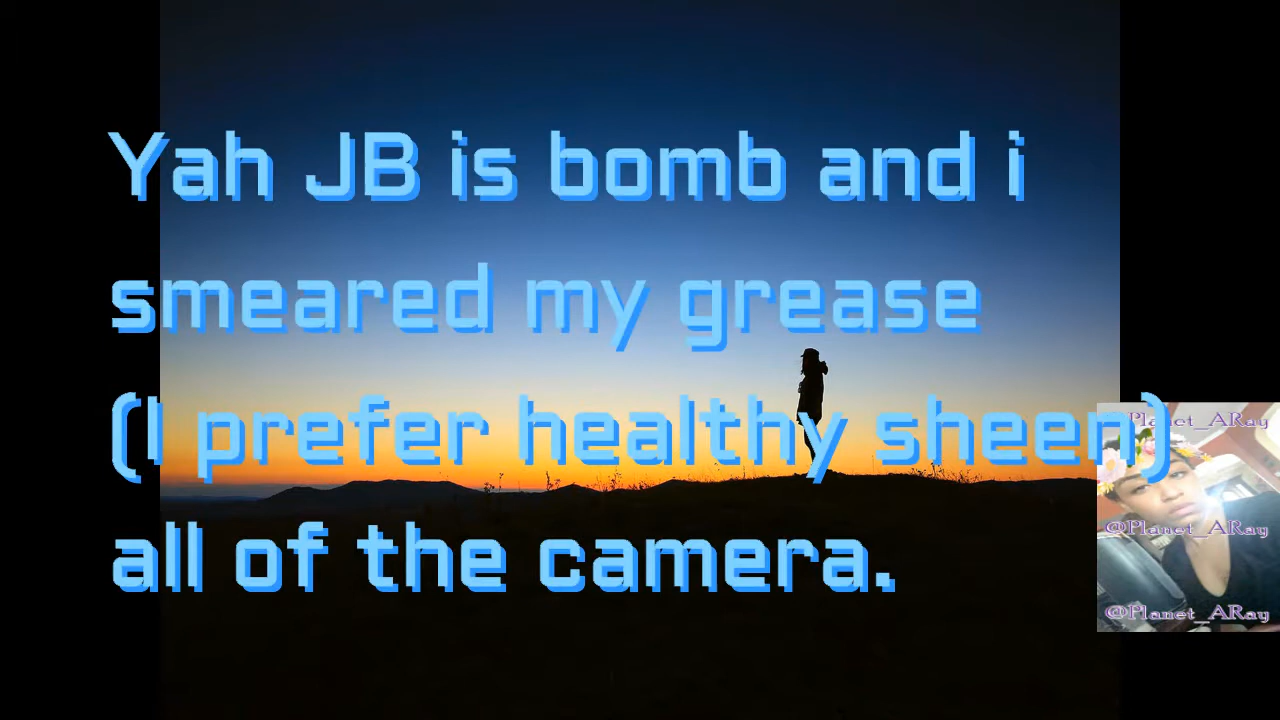 Yah JB is bomb and i
smeared my grease
(I prefer healthy sheen)
all of the camera.
Planet_ARay
@Planet_ARay
@Planet_ARay